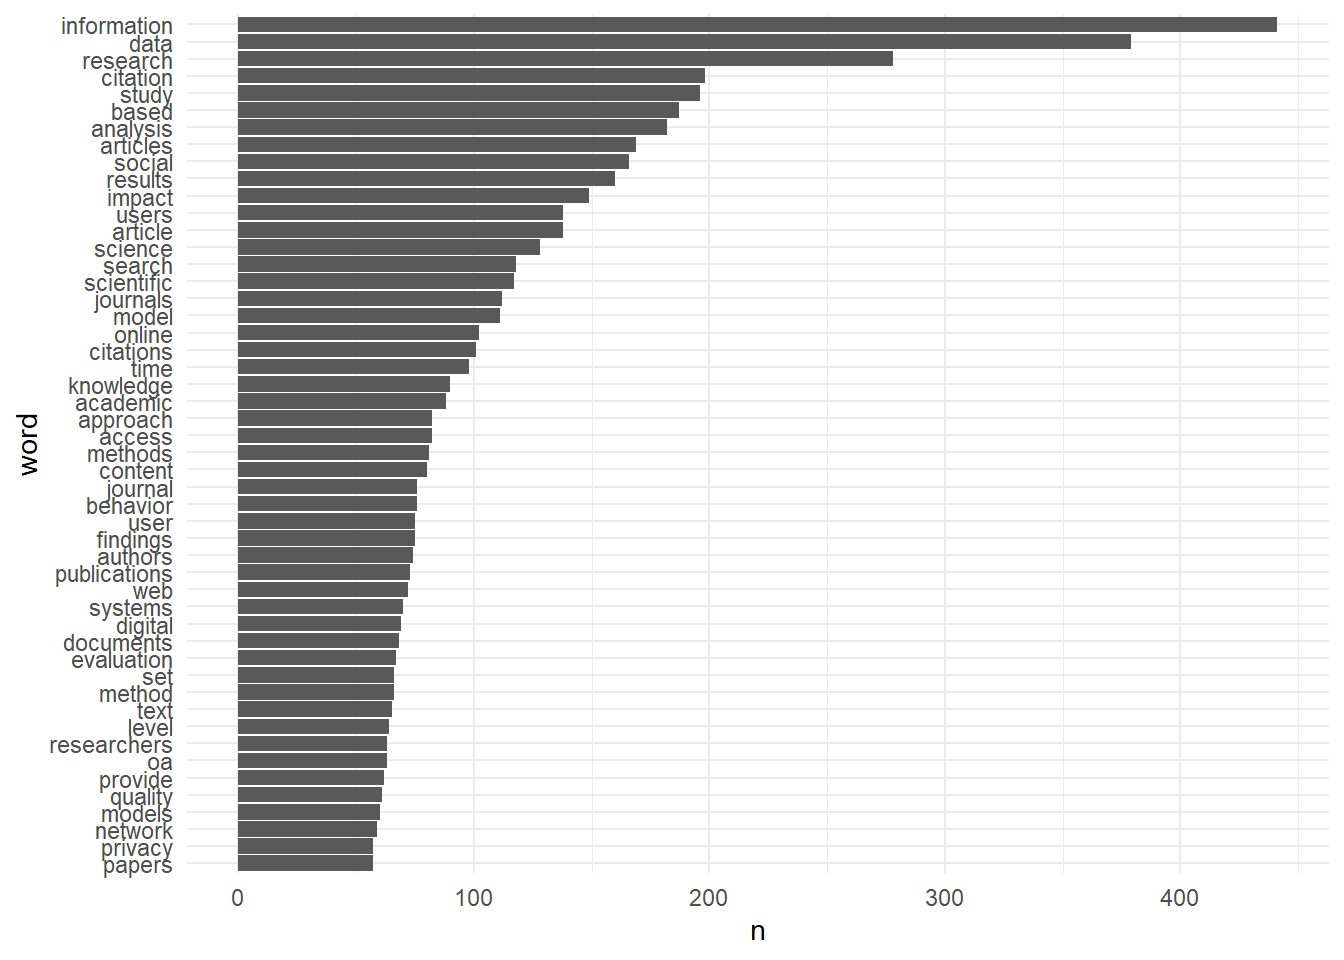 information
data
research
citation
study
based
analysis
articles
social
results
impact
users
article
science
search
scientific
journals
model
online
citations
time
knowledge
academic
approach
access
methods
content
journal
behavior
user
findings
authors
publications
web
systems
digital
documents
evaluation
set
method
text
level
researchers
oa
provide
quality
models
network
privacy
papers
word
0 100 200 300 400
n